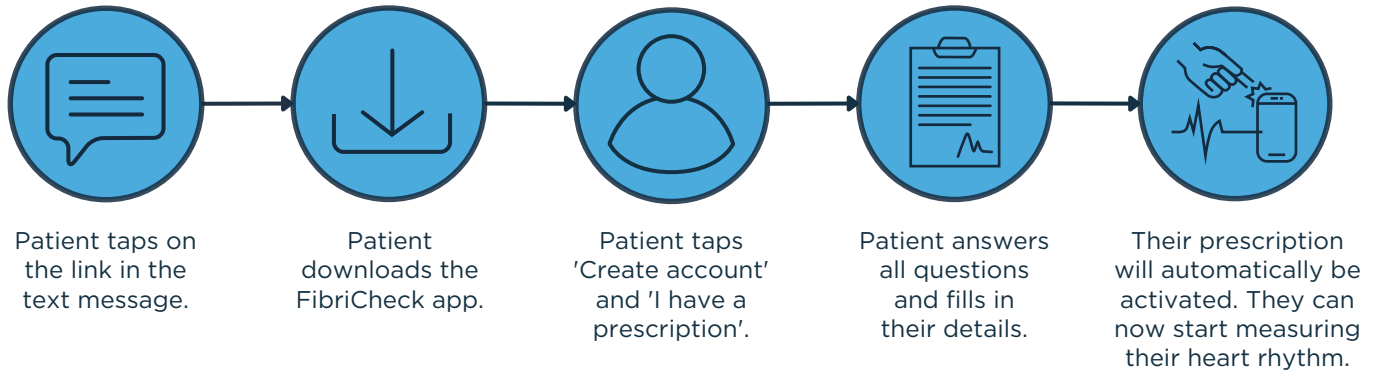 Patient taps on
the link in the
text message.
Patient
downloads the
FibriCheck app.
Patient taps
'Create account'
and 'I have a
prescription'.
Patient answers
all questions
and fills in
their details.
Their prescription
will automatically be
activated. They can
now start measuring
their heart rhythm.